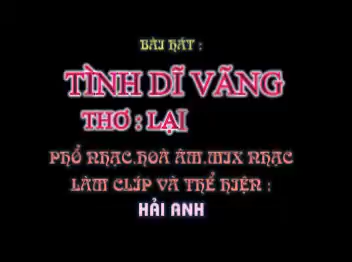 BÀI HÁT :
TÌNH DĨ VÃNG
THƠ : LẠI
PHỔ NHẠC.HOÀ ÂM.MIX NHẠC
LÀM CLÍP VÀ THỂ HIỆN :
HẢI ANH